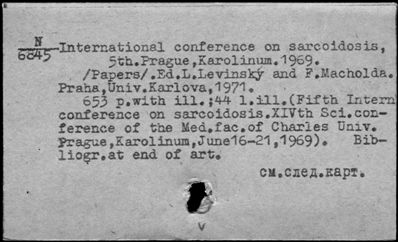 N
6845
International conference on sarcoidosis,
5th.Prague,Karolinum.1969.
/Papers/.Ed.L.Levinský and F.Macholda.
Praha,Univ.Karlova,1971.
653 p.with ill.;44 l.ill.(Fifth Intern
conference on sarcoidosis.XIVth Sci.con-
ference of the Med.fac.of Charles Univ.
Prague,Karolinum,June16-21,1969). Bib-
liogr.at end of art.
см.след.карт.
v